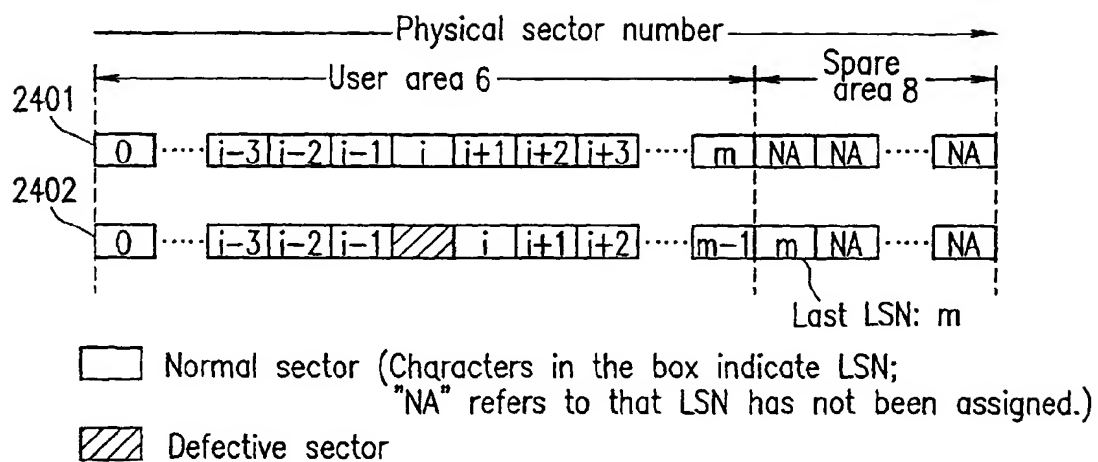 Physical sector number
User area 6
Spare
area 8
2401
0 ..... i-3 i-2 i-1 i i+1 i+2 i+3 ..... m NA NA ..... NA
2402
0 ..... i-3 i-2 i-1 i i+1 i+2 ..... m-1 m NA ..... NA
Last LSN: m
Normal sector (Characters in the box indicate LSN;
"NA" refers to that LSN has not been assigned.)
Defective sector